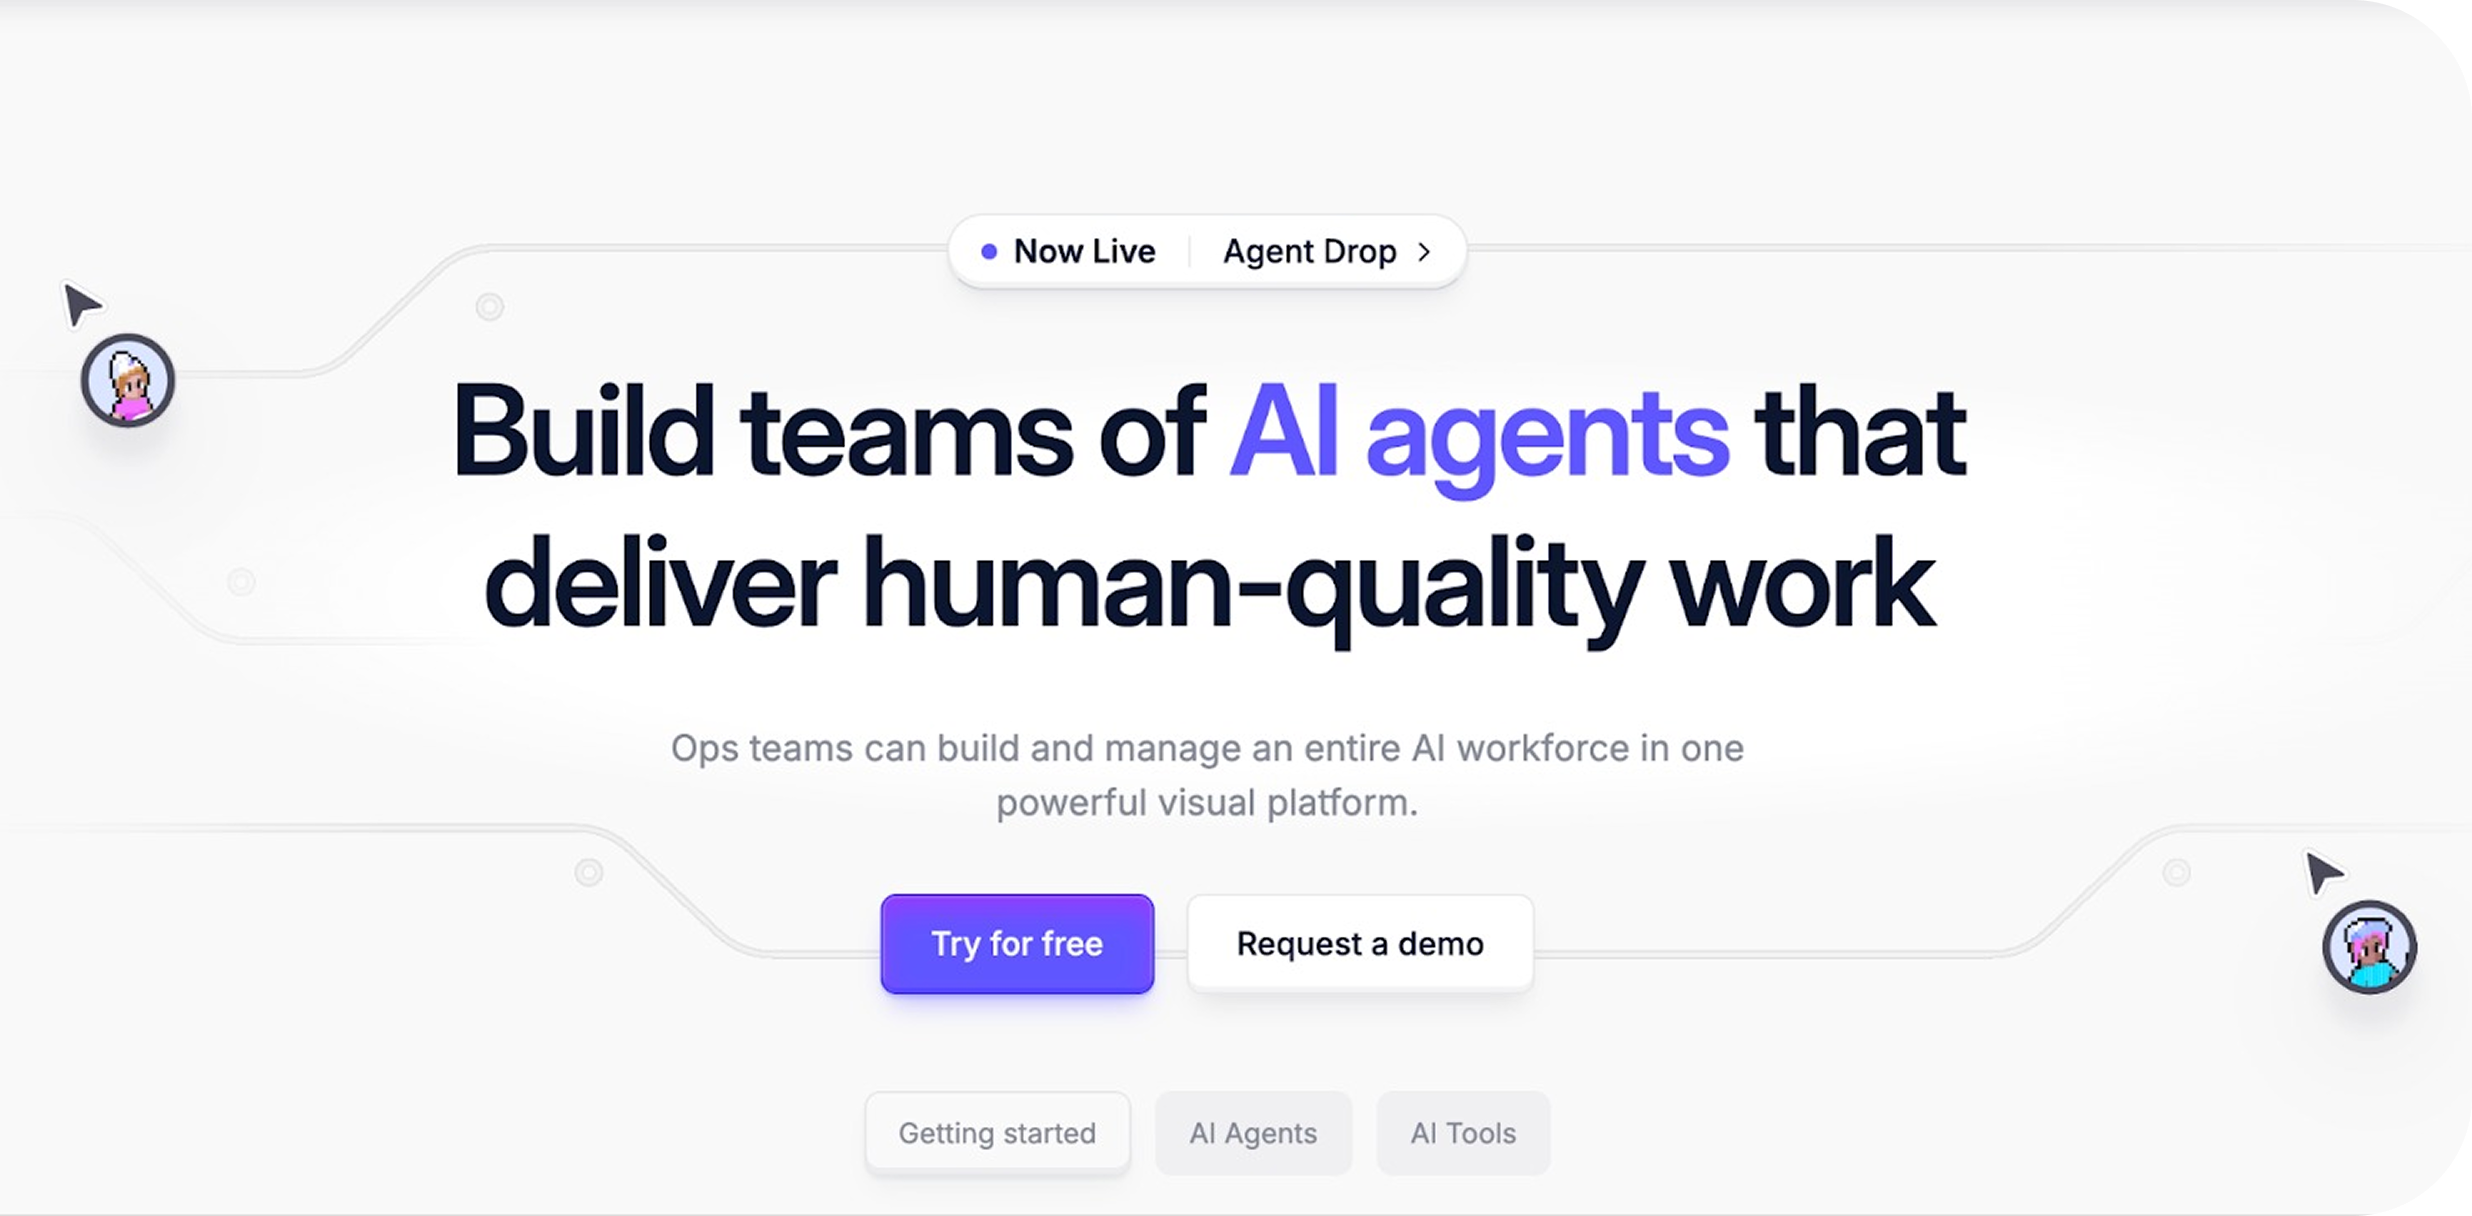 Now Live Agent Drop
Build teams of AI agents that
deliver human-quality work
Ops teams can build and manage an entire AI workforce in one
powerful visual platform.
Try for free Request a demo
Getting started AI Agents AI Tools